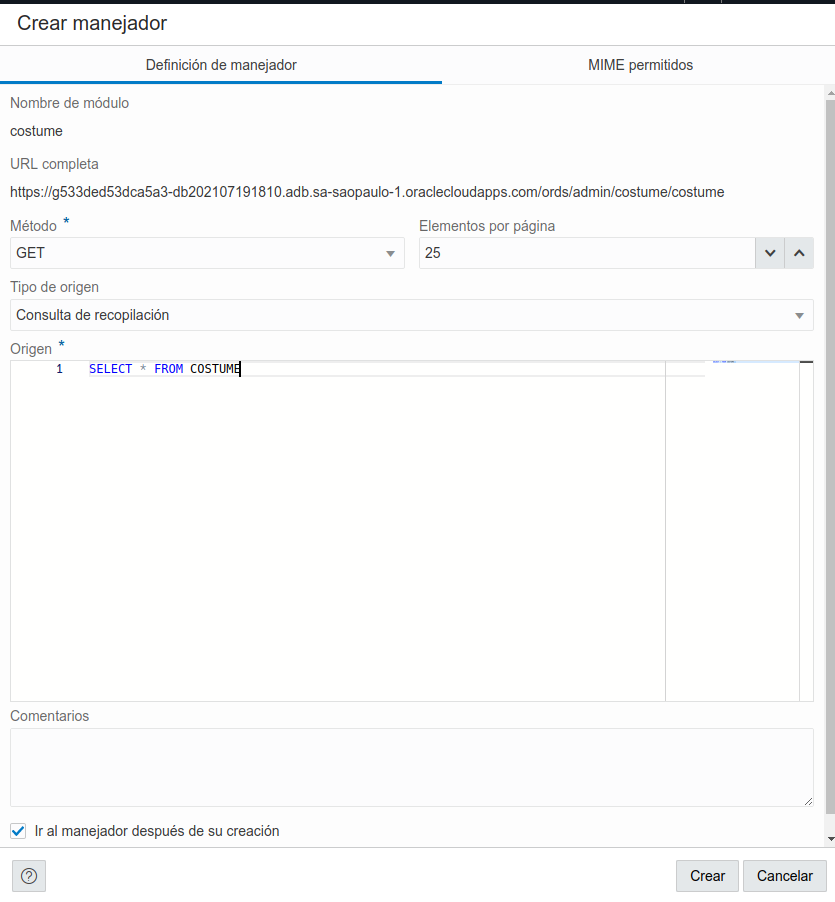 Crear manejador
Definición de manejador
MIME permitidos
Nombre de módulo
costume
URL completa
https://g533ded53dca5a3-db202107191810.adb.sa-saopaulo-1.oraclecloudapps.com/ords/admin/costume/costume
Método *
Elementos por página
GET
25
Tipo de origen
Consulta de recopilación
Origen *
1 SELECT * FROM COSTUME
Comentarios
Ir al manejador después de su creación
?
Crear
Cancelar